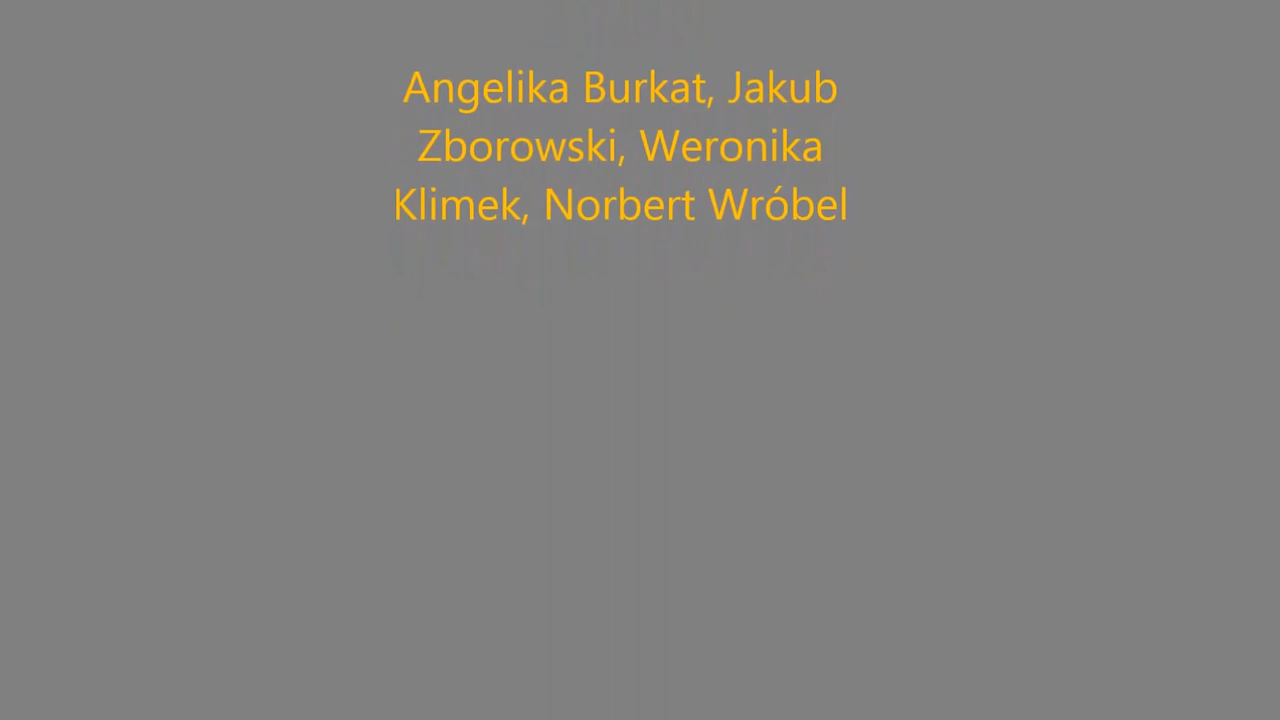 Angelika Burkat, Jakub
Zborowski, Weronika
Klimek, Norbert Wróbel